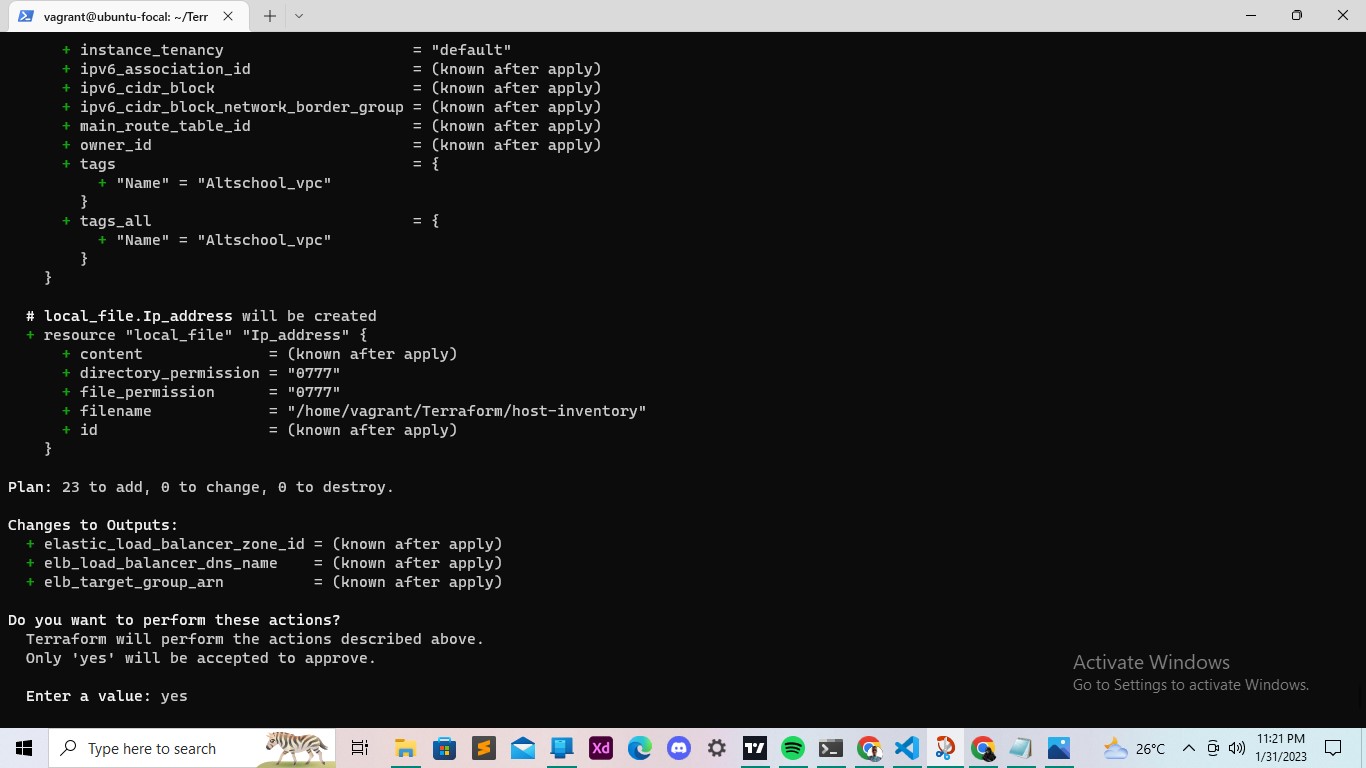 vagrant@ubuntu-focal: ~/Terr
+ instance_tenancy = "default"
+ ipv6_association_id = (known after apply)
+ ipv6_cidr_block = (known after apply)
+ ipv6_cidr_block_network_border_group = (known after apply)
+ main_route_table_id = (known after apply)
+ owner_id = (known after apply)
+ tags = {
+ "Name" = "Altschool_vpc"
}
+ tags_all = {
+ "Name" = "Altschool_vpc"
}
}
# local_file.Ip_address will be created
+ resource "local_file" "Ip_address" {
+ content = (known after apply)
+ directory_permission = "0777"
+ file_permission = "0777"
+ filename = "/home/vagrant/Terraform/host-inventory"
+ id = (known after apply)
}
Plan: 23 to add, 0 to change, 0 to destroy.
Changes to Outputs:
+ elastic_load_balancer_zone_id = (known after apply)
+ elb_load_balancer_dns_name = (known after apply)
+ elb_target_group_arn = (known after apply)
Do you want to perform these actions?
Terraform will perform the actions described above.
Only 'yes' will be accepted to approve.
Enter a value: yes
Activate Windows
Go to Settings to activate Windows.
Type here to search
Xd
26°C
11:21 PM
1/31/2023